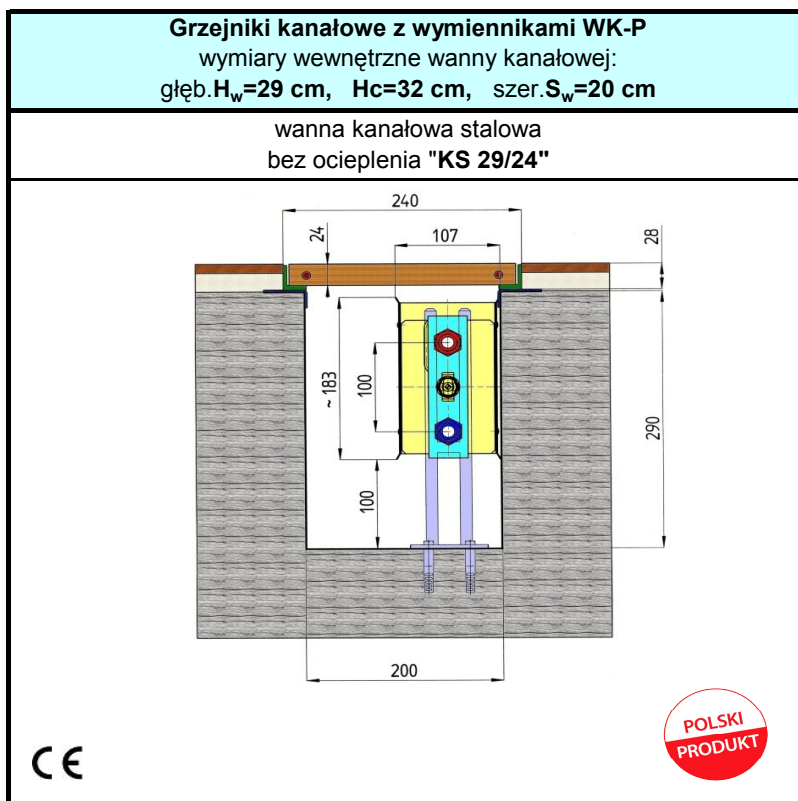 Grzejniki kanałowe z wymiennikami WK-P
wymiary wewnętrzne wanny kanałowej:
głęb.Hw=29 cm, Hc=32 cm, szer.Sw=20 cm
wanna kanałowa stalowa
bez ocieplenia "KS 29/24"
240
24
107
28
~ 183
100
290
100
200
POLSKI
PRODUKT
CE